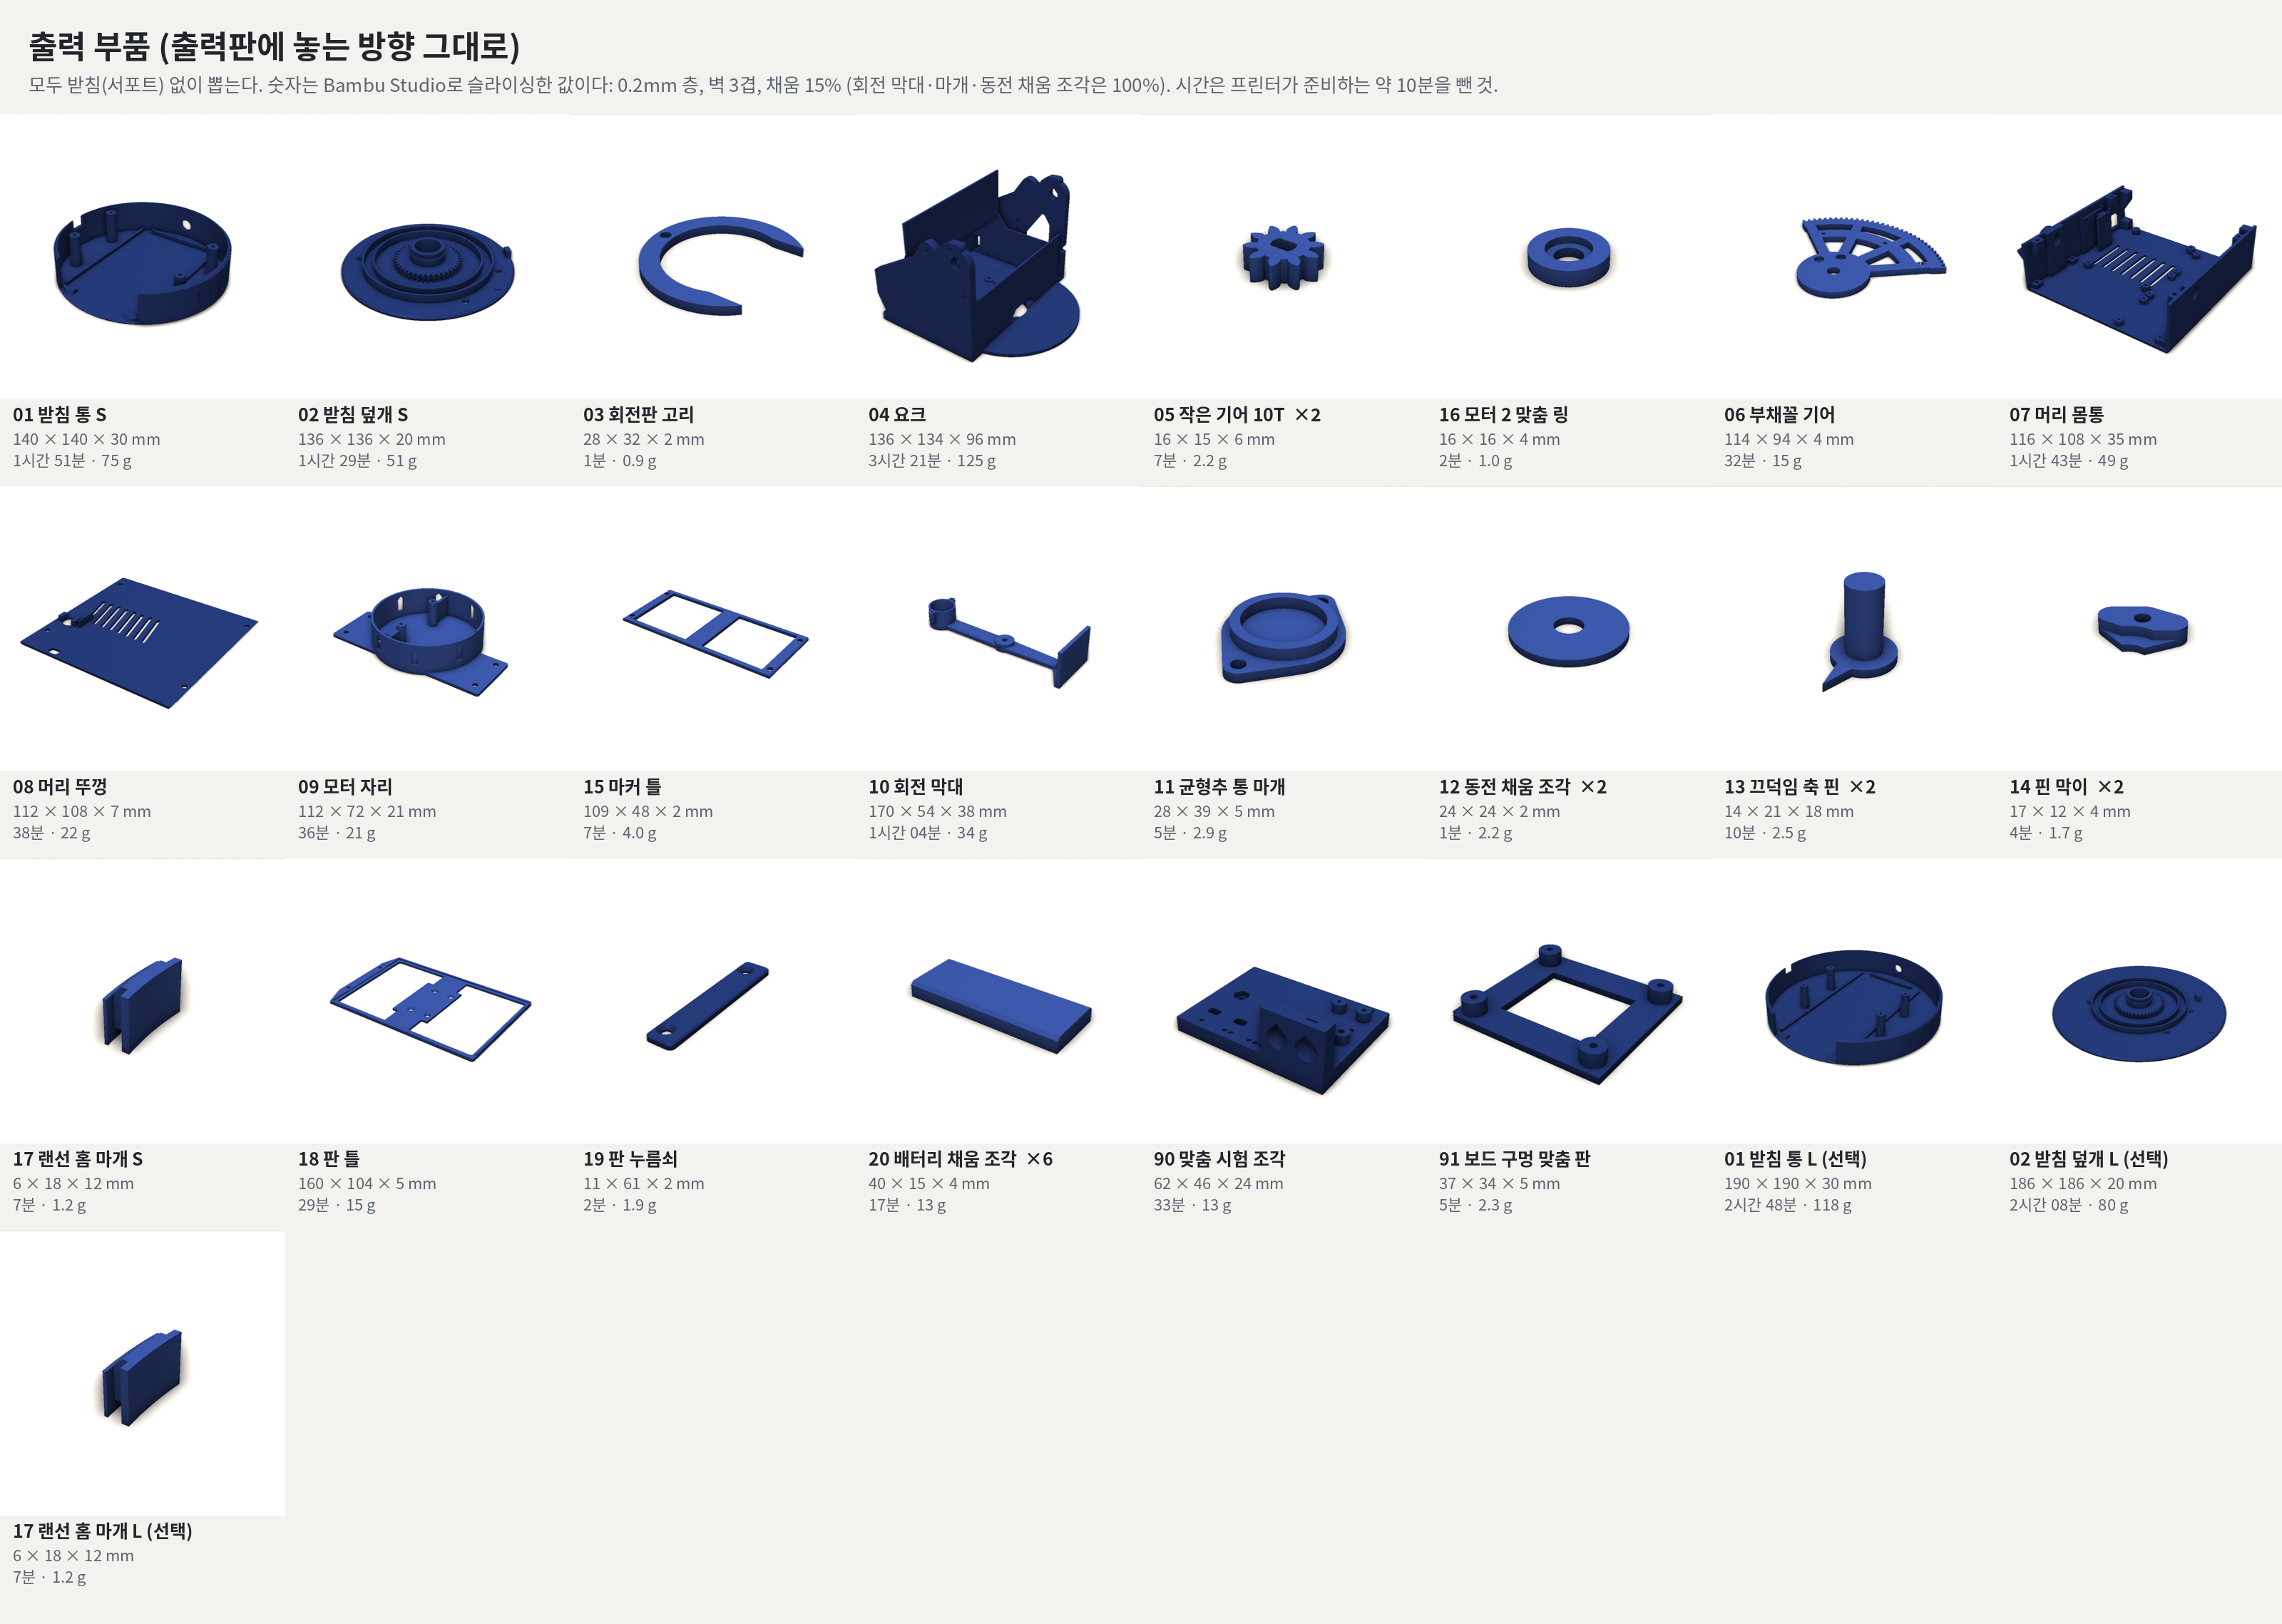 출력 부품 (출력판에 놓는 방향 그대로)
모두 받침(서포트) 없이 뽑는다. 숫자는 Bambu Studio로 슬라이싱한 값이다: 0.2mm 층, 벽 3겹, 채움 15% (회전 막대·마개·동전 채움 조각은 100%). 시간은 프린터가 준비하는 약 10분을 뺀 것.
01 받침 통 S
140 × 140 × 30 mm
1시간 51분 · 75 g
02 받침 덮개 S
136 × 136 × 20 mm
1시간 29분 · 51 g
03 회전판 고리
28 × 32 × 2 mm
1분 · 0.9 g
04 요크
136 × 134 × 96 mm
3시간 21분 · 125 g
05 작은 기어 10T ×2
16 × 15 × 6 mm
7분 · 2.2 g
16 모터 2 맞춤 링
16 × 16 × 4 mm
2분 · 1.0 g
06 부채꼴 기어
114 × 94 × 4 mm
32분 · 15 g
07 머리 몸통
116 × 108 × 35 mm
1시간 43분 · 49 g
08 머리 뚜껑
112 × 108 × 7 mm
38분 · 22 g
09 모터 자리
112 × 72 × 21 mm
36분 · 21 g
15 마커 틀
109 × 48 × 2 mm
7분 · 4.0 g
10 회전 막대
170 × 54 × 38 mm
1시간 04분 · 34 g
11 균형추 통 마개
28 × 39 × 5 mm
5분 · 2.9 g
12 동전 채움 조각 ×2
24 × 24 × 2 mm
1분 · 2.2 g
13 끄덕임 축 핀 ×2
14 × 21 × 18 mm
10분 · 2.5 g
14 핀 막이 ×2
17 × 12 × 4 mm
4분 · 1.7 g
17 랜선 홈 마개 S
6 × 18 × 12 mm
7분 · 1.2 g
18 판 틀
160 × 104 × 5 mm
29분 · 15 g
19 판 누름쇠
11 × 61 × 2 mm
2분 · 1.9 g
20 배터리 채움 조각 ×6
40 × 15 × 4 mm
17분 · 13 g
90 맞춤 시험 조각
62 × 46 × 24 mm
33분 · 13 g
91 보드 구멍 맞춤 판
37 × 34 × 5 mm
5분 · 2.3 g
01 받침 통 L (선택)
190 × 190 × 30 mm
2시간 48분 · 118 g
02 받침 덮개 L (선택)
186 × 186 × 20 mm
2시간 08분 · 80 g
17 랜선 홈 마개 L (선택)
6 × 18 × 12 mm
7분 · 1.2 g